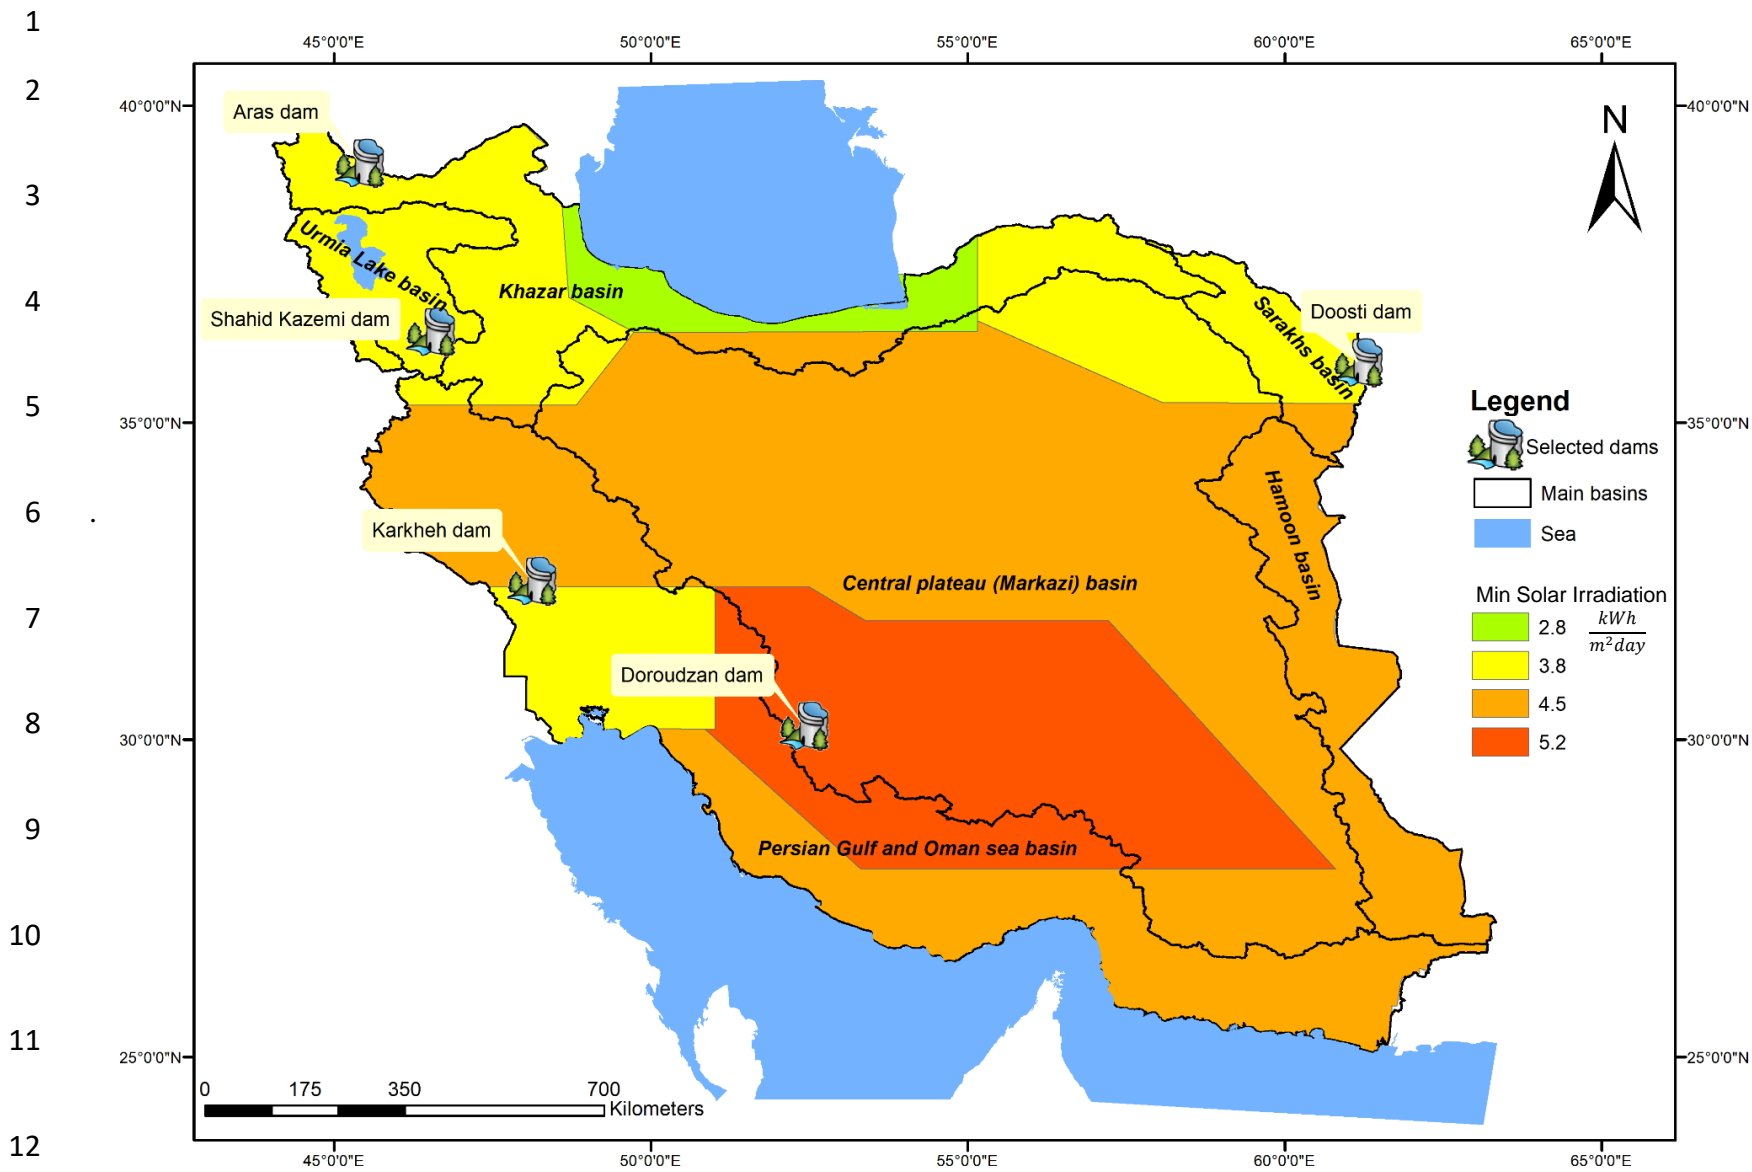 1
45°0'0"E 50°0'0"E 55°0'0"E 60°0'0"E 65°0'0"E
2
40°0'0"N 40°0'0"N
Aras dam
N
3
Urmia Lake basin
Khazar basin
4
Shahid Kazemi dam
Sarakhs basin
Doosti dam
5
35°0'0"N 35°0'0"N
Legend
Selected dams
Main basins
Sea
Hamoon basin
6 .
Karkheh dam
Central plateau (Markazi) basin
Min Solar Irradiation
7
2.8 kWh
m²day
3.8
4.5
5.2
Doroudzan dam
8
30°0'0"N 30°0'0"N
9
Persian Gulf and Oman sea basin
10
11
25°0'0"N 25°0'0"N
0 175 350 700
Kilometers
12
45°0'0"E 50°0'0"E 55°0'0"E 60°0'0"E 65°0'0"E